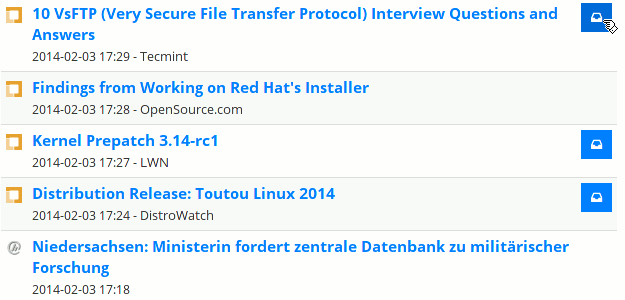 10 VsFTP (Very Secure File Transfer Protocol) Interview Questions and
Answers
2014-02-03 17:29 - Tecmint
Findings from Working on Red Hat's Installer
2014-02-03 17:28 - OpenSource.com
Kernel Prepatch 3.14-rc1
2014-02-03 17:27 - LWN
Distribution Release: Toutou Linux 2014
2014-02-03 17:24 - DistroWatch
Niedersachsen: Ministerin fordert zentrale Datenbank zu militärischer
Forschung
2014-02-03 17:18